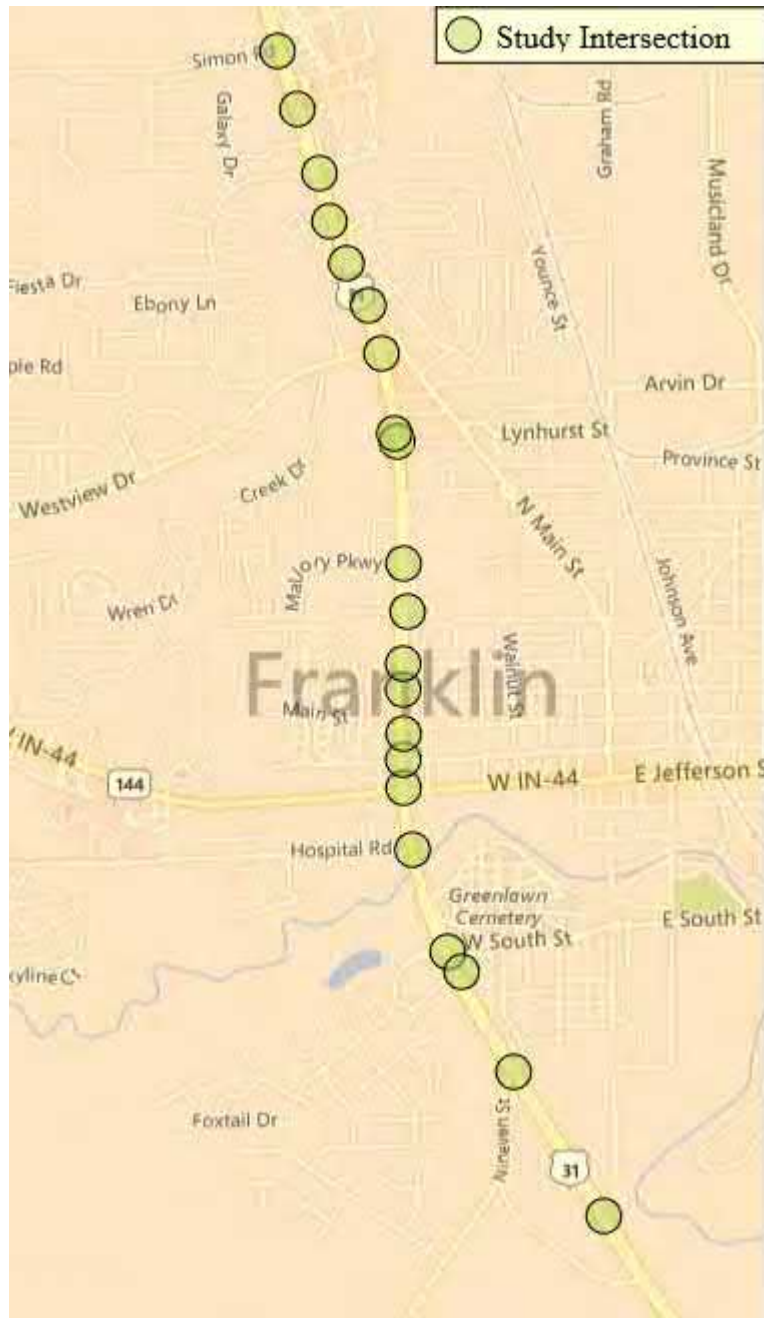 Study Intersection
Simon Rd
Galaxy Dr
Graham Rd
Musicland Dr
Younce St
Fiesta Dr
Ebony Ln
Rd
Arvin Dr
Lynhurst St
Province St
Westview Dr
Creek Dr
N Main St
Mallory Pkwy
Wren Dr
Johnson Ave
Walnut St
Franklin
Main St
IN-44
144
W IN-44
E Jefferson S
Hospital Rd
Greenlawn
Cemetery
W South St
E South St
Foxtail Dr
St
31